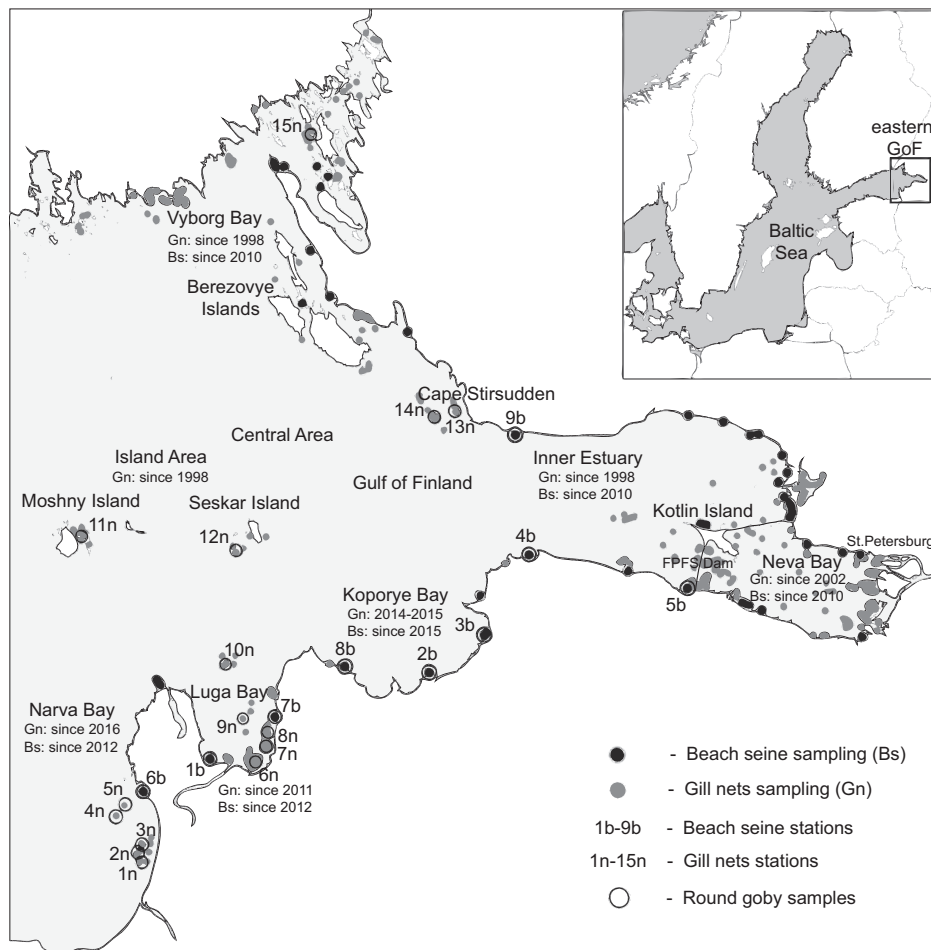 15n
eastern
GoF
Vyborg Bay
Gn: since 1998
Bs: since 2010
Baltic
Sea
Berezovye
Islands
Cape Stirsudden
14n
13n
9b
Central Area
Island Area
Gn: since 1998
Inner Estuary
Gn: since 1998
Bs: since 2010
Gulf of Finland
Moshny Island
Seskar Island
11n
12n
Kotlin Island
4b
St.Petersburg
FPFS/Dam
Neva Bay
Gn: since 2002
Bs: since 2010
Koporye Bay
Gn: 2014-2015
Bs: since 2015
5b
3b
10n
8b
2b
Luga Bay
Narva Bay
Gn: since 2016
Bs: since 2012
9n
7b
8n
7n
1b
6n
Gn: since 2011
Bs: since 2012
6b
5n
4n
3n
2n
1n
- Beach seine sampling (Bs)
- Gill nets sampling (Gn)
1b-9b - Beach seine stations
1n-15n - Gill nets stations
- Round goby samples